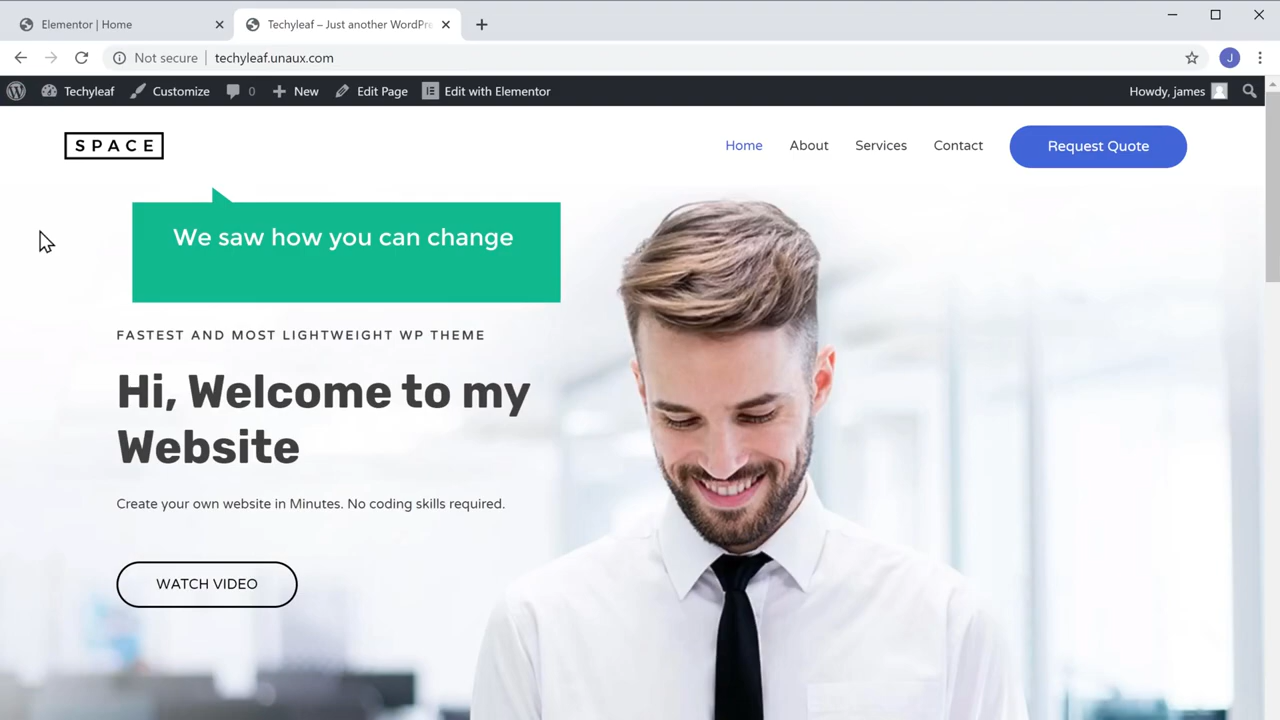 Elementor | Home
Techyleaf – Just another WordPre
Not secure
techyleaf.unaux.com
J
Techyleaf
Customize
0
New
Edit Page
Edit with Elementor
Howdy, james
SPACE
Home
About
Services
Contact
Request Quote
We saw how you can change
FASTEST AND MOST LIGHTWEIGHT WP THEME
Hi, Welcome to my
Website
Create your own website in Minutes. No coding skills required.
WATCH VIDEO